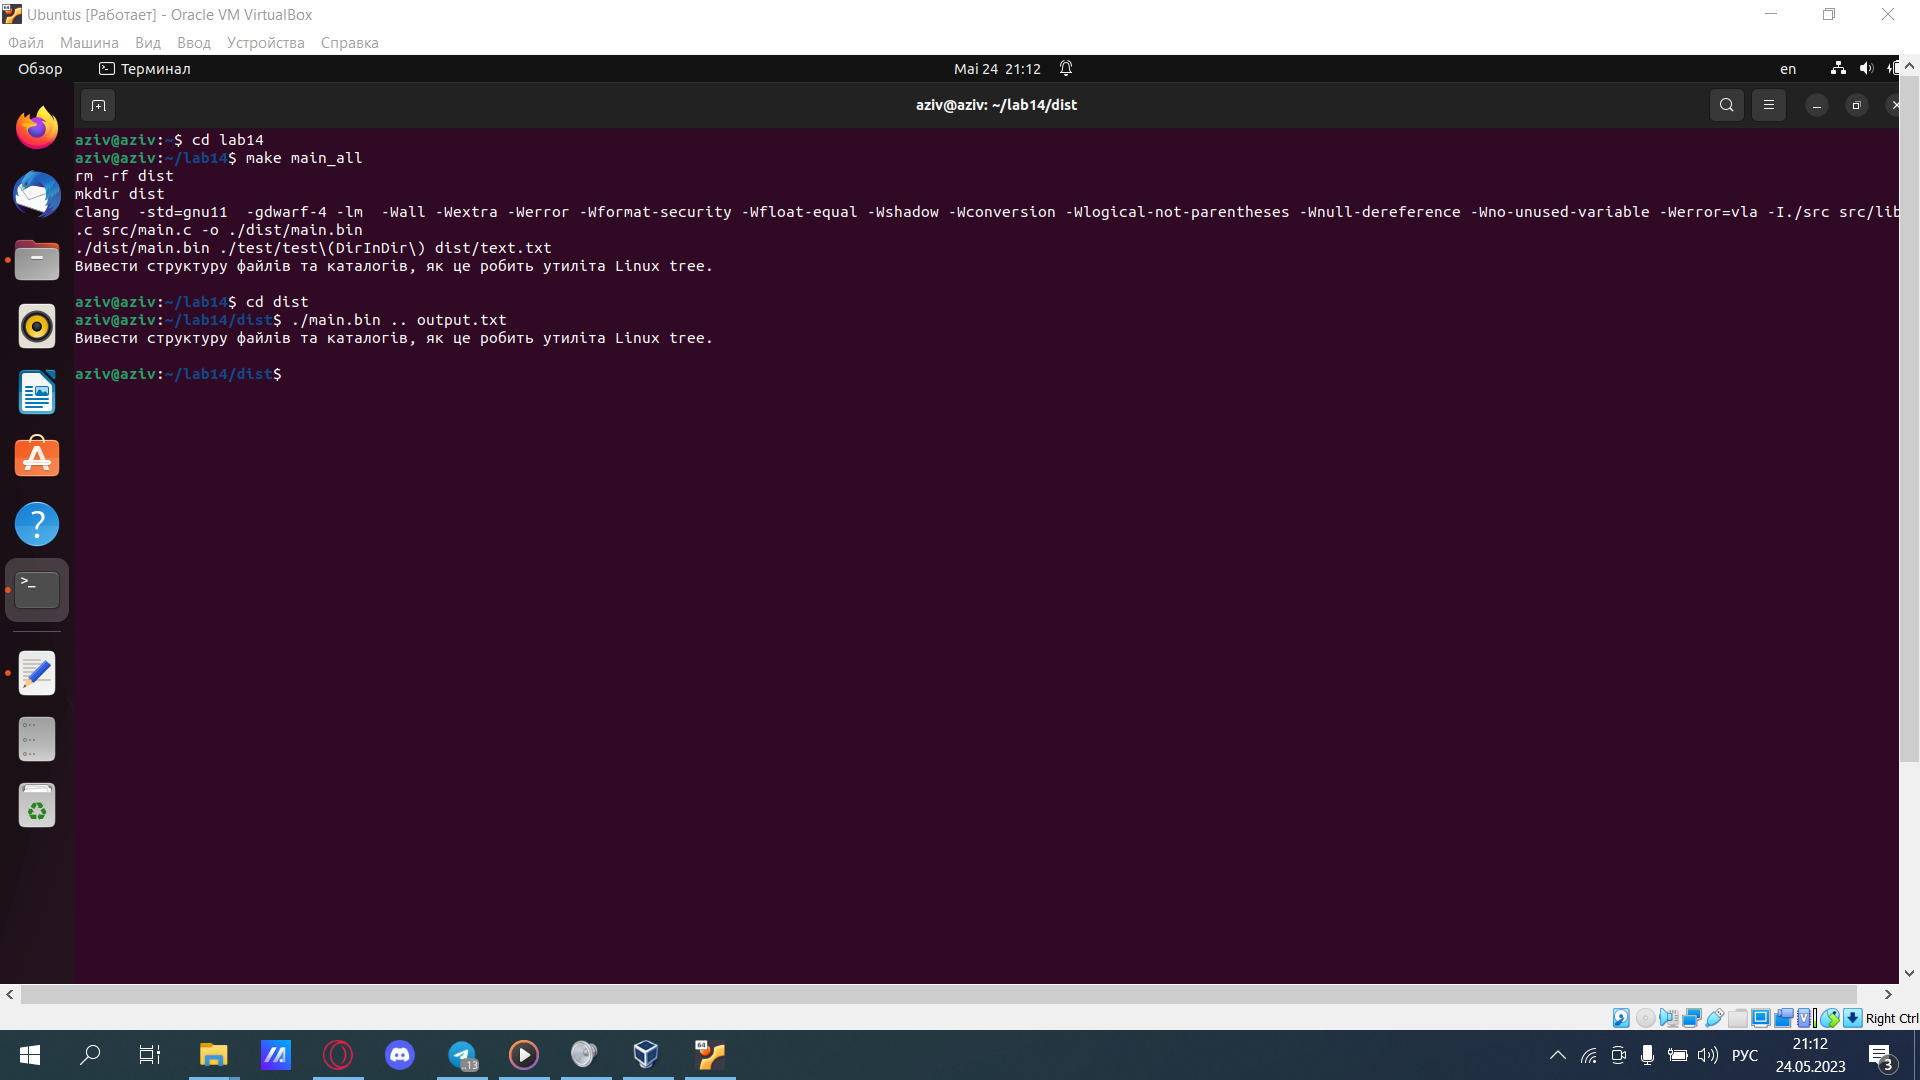 Ubuntus [Работает] - Oracle VM VirtualBox
Файл Машина Вид Ввод Устройства Справка
Обзор Терминал Mai 24 21:12 en
aziv@aziv: ~/lab14/dist
aziv@aziv:~$ cd lab14
aziv@aziv:~/lab14$ make main_all
rm -rf dist
mkdir dist
clang  -std=gnu11  -gdwarf-4 -lm  -Wall -Wextra -Werror -Wformat-security -Wfloat-equal -Wshadow -Wconversion -Wlogical-not-parentheses -Wnull-dereference -Wno-unused-variable -Werror=vla -I./src src/lib
.c src/main.c -o ./dist/main.bin
./dist/main.bin ./test/test\(DirInDir\) dist/text.txt
Вивести структуру файлів та каталогів, як це робить утиліта Linux tree.
aziv@aziv:~/lab14$ cd dist
aziv@aziv:~/lab14/dist$ ./main.bin .. output.txt
Вивести структуру файлів та каталогів, як це робить утиліта Linux tree.
aziv@aziv:~/lab14/dist$
Right Ctrl
13
РУС
21:12
24.05.2023
3